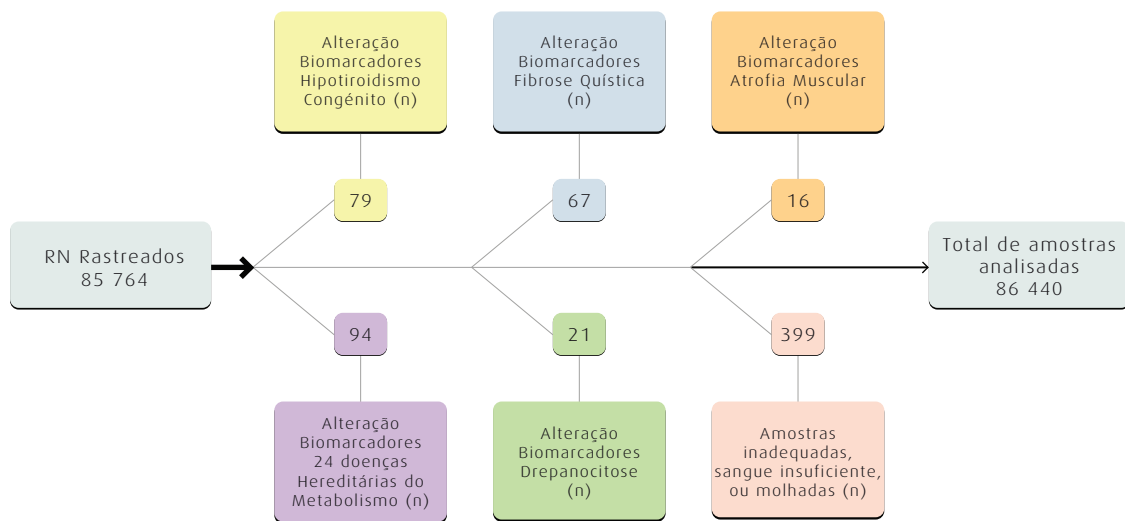 Alteração
Biomarcadores
Hipotiroidismo
Congénito (n)
Alteração
Biomarcadores
Fibrose Quística
(n)
Alteração
Biomarcadores
Atrofia Muscular
(n)
79
67
16
RN Rastreados
85 764
Total de amostras
analisadas
86 440
94
21
399
Alteração
Biomarcadores
24 doenças
Hereditárias do
Metabolismo (n)
Alteração
Biomarcadores
Drepanocitose
(n)
Amostras
inadequadas,
sangue insuficiente,
ou molhadas (n)